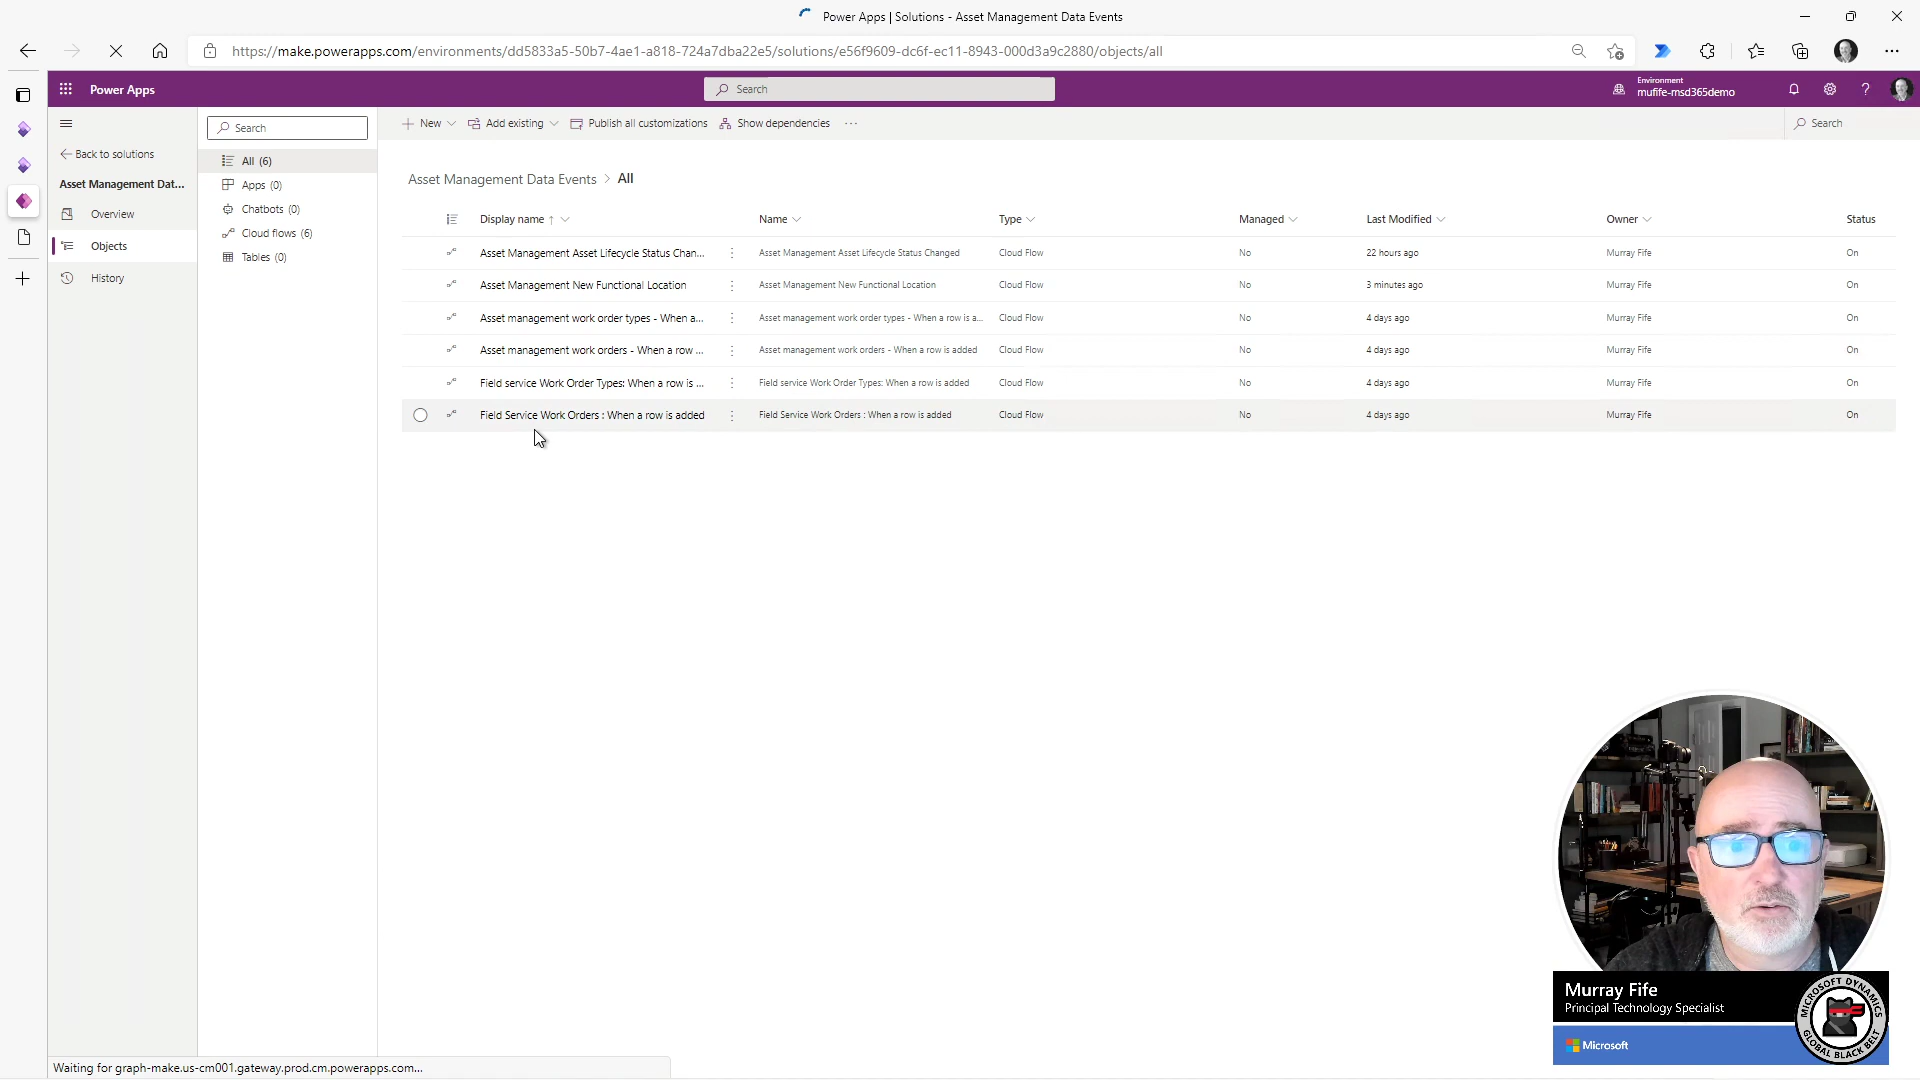 Power Apps | Solutions - Asset Management Data Events
https://make.powerapps.com/environments/dd5833a5-50b7-4ae1-a818-724a7dba22e5/solutions/e56f9609-dc6f-ec11-8943-000d3a9c2880/objects/all
Power Apps
Search
Environment
mufife-msd365demo
Back to solutions
Asset Management Dat...
Overview
Objects
History
Search
All (6)
Apps (0)
Chatbots (0)
Cloud flows (6)
Tables (0)
New Add existing Publish all customizations Show dependencies ... Search
Asset Management Data Events > All
Display name ↑ Name Type Managed Last Modified Owner Status
Asset Management Asset Lifecycle Status Chan... Asset Management Asset Lifecycle Status Changed Cloud Flow No 22 hours ago Murray Fife On
Asset Management New Functional Location Asset Management New Functional Location Cloud Flow No 3 minutes ago Murray Fife On
Asset management work order types - When a... Asset management work order types - When a row is a... Cloud Flow No 4 days ago Murray Fife On
Asset management work orders - When a row ... Asset management work orders - When a row is added Cloud Flow No 4 days ago Murray Fife On
Field service Work Order Types: When a row is ... Field service Work Order Types: When a row is added Cloud Flow No 4 days ago Murray Fife On
Field Service Work Orders : When a row is added Field Service Work Orders : When a row is added Cloud Flow No 4 days ago Murray Fife On
Murray Fife
Principal Technology Specialist
Microsoft
MICROSOFT DYNAMICS
GLOBAL BLACK BELT
Waiting for graph-make.us-cm001.gateway.prod.cm.powerapps.com...